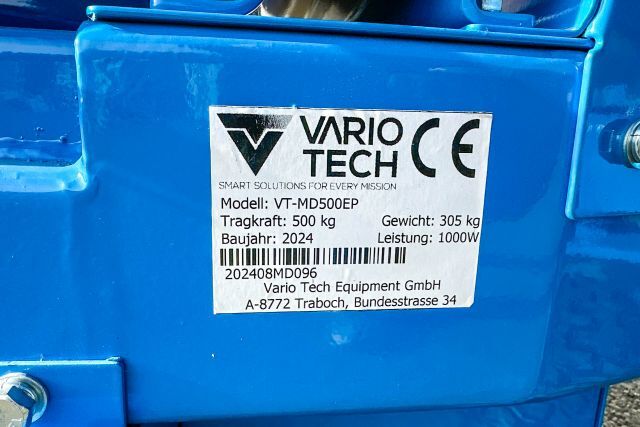 VARIO
TECH
CE
SMART SOLUTIONS FOR EVERY MISSION
Modell: VT-MD500EP
Tragkraft: 500 kg Gewicht: 305 kg
Baujahr: 2024 Leistung: 1000W
202408MD096
Vario Tech Equipment GmbH
A-8772 Traboch, Bundesstrasse 34